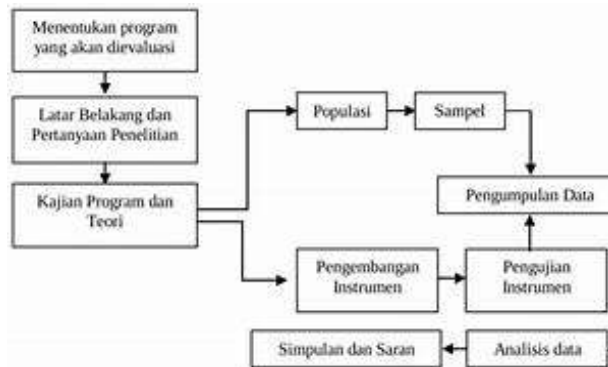 Menentukan program
yang akan dievaluasi
Latar Belakang dan
Pertanyaan Penelitian
Kajian Program dan
Teori
Populasi
Sampel
Pengumpulan Data
Pengembangan
Instrumen
Pengujian
Instrumen
Analisis data
Simpulan dan Saran